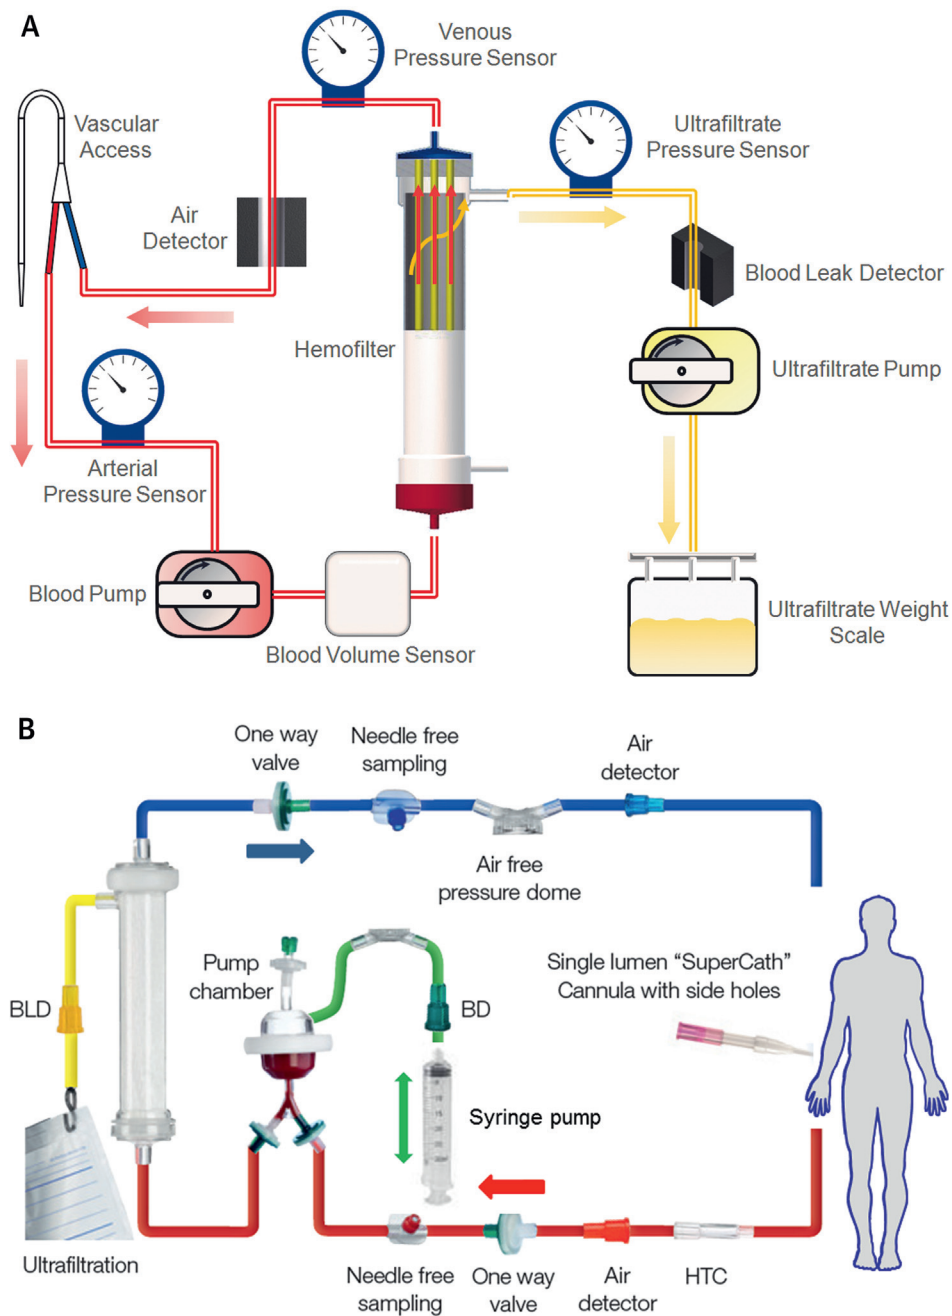 A
Venous
Pressure Sensor
Vascular
Access
Ultrafiltrate
Pressure Sensor
Air
Detector
Blood Leak Detector
Hemofilter
Ultrafiltrate Pump
Arterial
Pressure Sensor
Blood Pump
Blood Volume Sensor
Ultrafiltrate Weight
Scale
B
One way
valve
Needle free
sampling
Air
detector
Air free
pressure dome
Pump
chamber
Single lumen “SuperCath”
Cannula with side holes
BLD
BD
Syringe pump
Ultrafiltration
Needle free
sampling
One way
valve
Air
detector
HTC